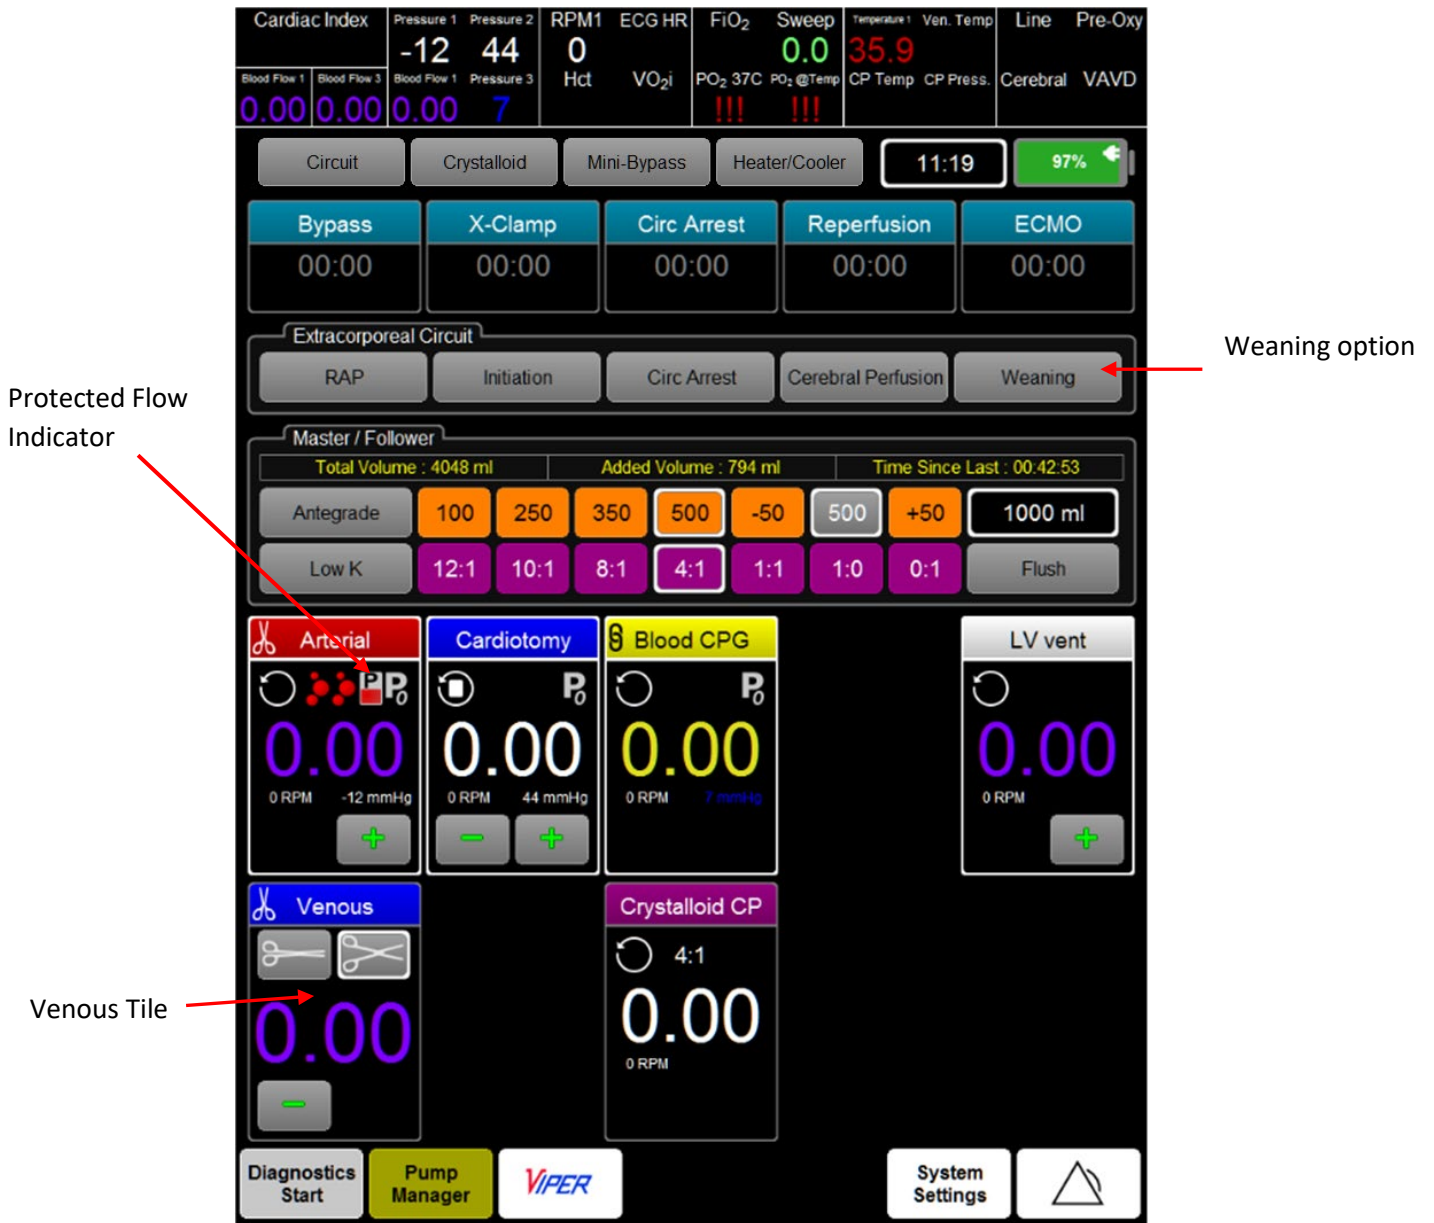 Cardiac Index Pressure 1 Pressure 2 RPM1 ECG HR FiO2 Sweep Temperature 1 Ven. Temp Line Pre-Oxy
-12 44 0 0.0 35.9
Blood Flow 1 Blood Flow 3 Blood Flow 1 Pressure 3 Hct VO2i PO2 37C PO2 @Temp CP Temp CP Press. Cerebral VAVD
0.00 0.00 0.00 7 !!! !!!
Circuit Crystalloid Mini-Bypass Heater/Cooler 11:19 97%
Bypass X-Clamp Circ Arrest Reperfusion ECMO
00:00 00:00 00:00 00:00 00:00
Extracorporeal Circuit
RAP Initiation Circ Arrest Cerebral Perfusion Weaning
Weaning option
Protected Flow
Indicator
Master / Follower
Total Volume : 4048 ml Added Volume : 794 ml Time Since Last : 00:42:53
Antegrade 100 250 350 500 -50 500 +50 1000 ml
Low K 12:1 10:1 8:1 4:1 1:1 1:0 0:1 Flush
Arterial Cardiotomy Blood CPG LV vent
P P0 P0 P0
0.00 0.00 0.00 0.00
0 RPM -12 mmHg 0 RPM 44 mmHg 0 RPM 7 mmHg 0 RPM
Venous Crystalloid CP
4:1
Venous Tile
0.00 0.00
0 RPM
Diagnostics Start Pump Manager VIPER System Settings